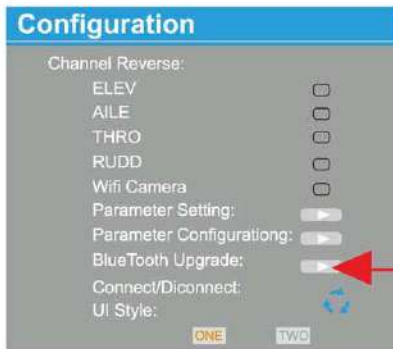 Configuration
Channel Reverse:
ELEV
AILE
THRO
RUDD
Wifi Camera
Parameter Setting:
Parameter Configurationg:
BlueTooth Upgrade:
Connect/Diconnect:
UI Style:
ONE TWO